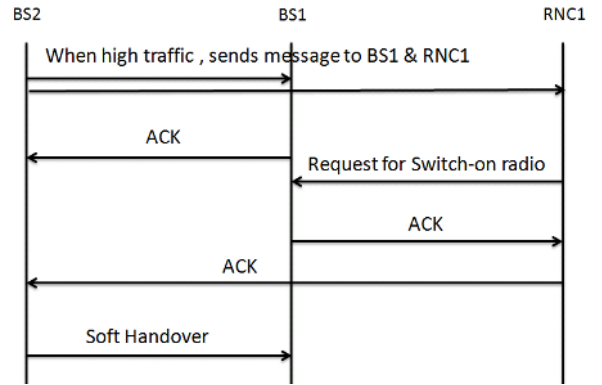 BS2 BS1 RNC1
When high traffic , sends message to BS1 & RNC1
ACK
Request for Switch-on radio
ACK
ACK
Soft Handover